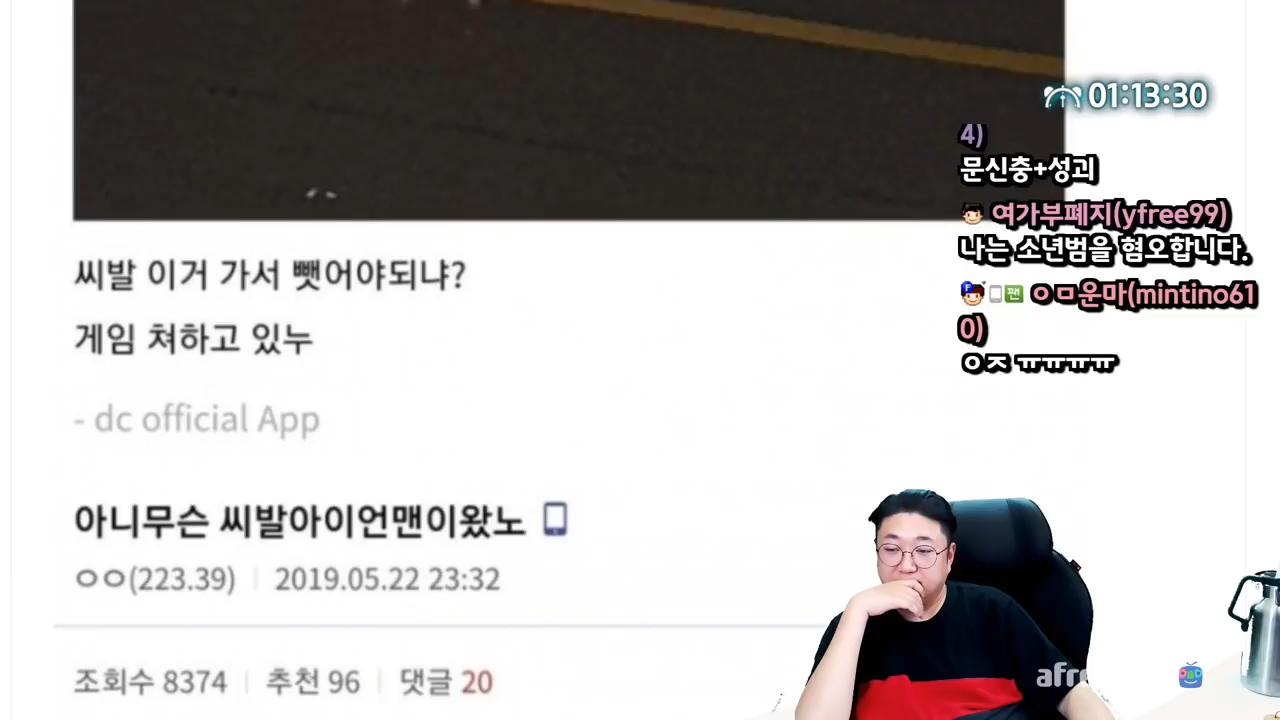 01:13:30
4)
문신충+성괴
여가부폐지(yfree99)
나는 소년범을 혐오합니다.
F 팬 ㅇㅁ운마(mintino61
0)
ㅇㅈ ㅠㅠㅠㅠ
씨발 이거 가서 뺏어야되냐?
게임 쳐하고 있누
- dc official App
아니무슨 씨발아이언맨이왔노
ㅇㅇ(223.39) 2019.05.22 23:32
조회수 8374 추천 96 댓글 20